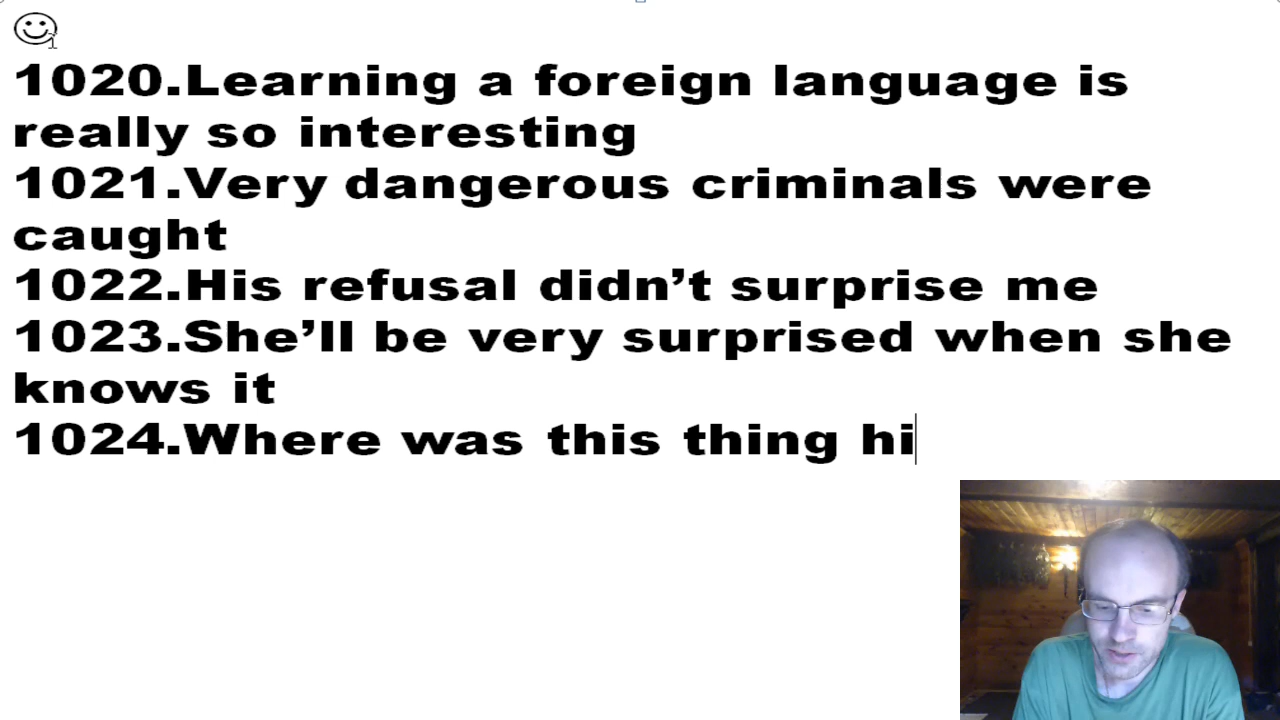 1020.Learning a foreign language is
really so interesting
1021.Very dangerous criminals were
caught
1022.His refusal didn’t surprise me
1023.She’ll be very surprised when she
knows it
1024.Where was this thing hi